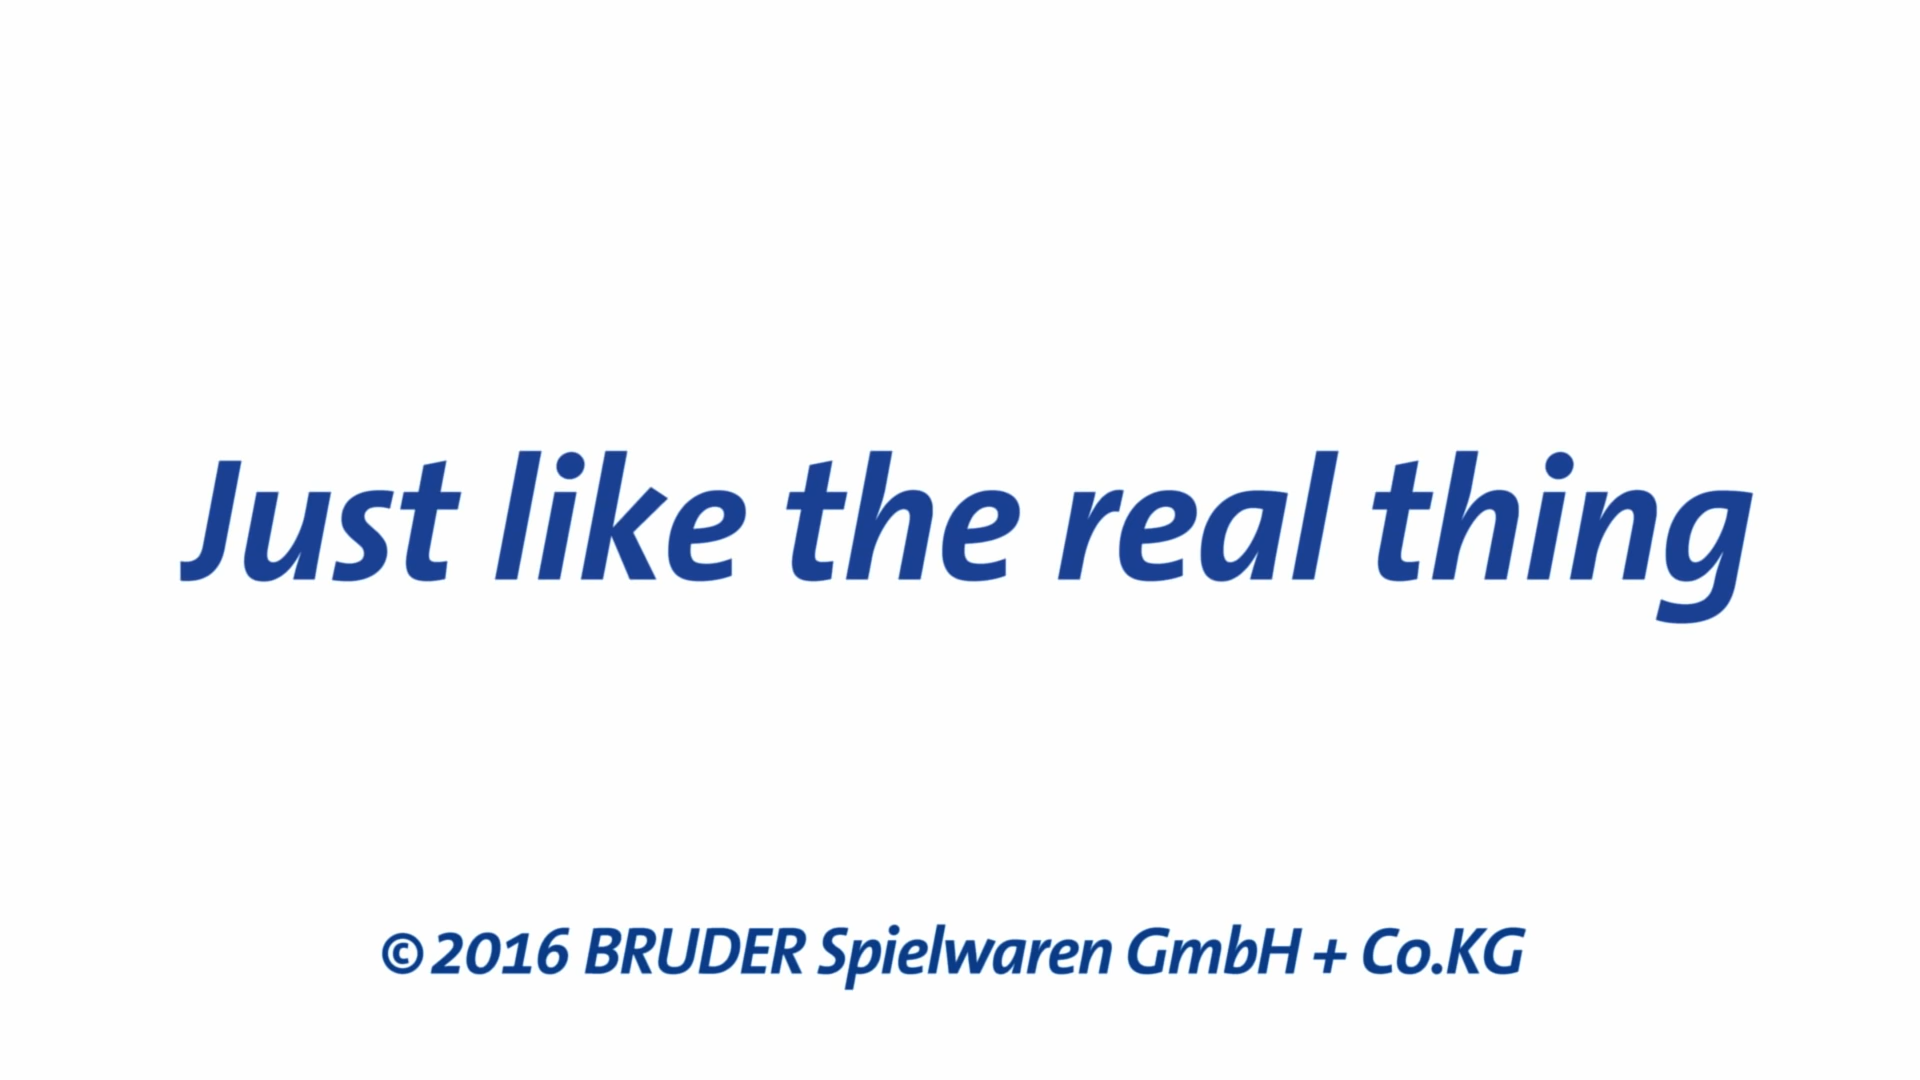 Just like the real thing
© 2016 BRUDER Spielwaren GmbH + Co.KG